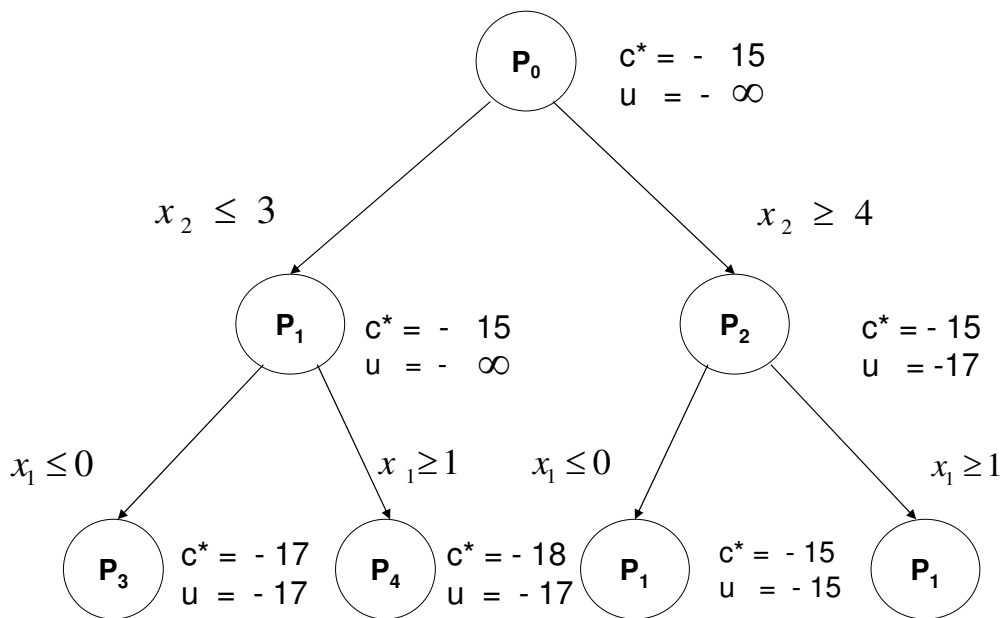 P₀
c* = - 15
u = - ∞
x₂ ≤ 3
x₂ ≥ 4
P₁
c* = - 15
u = - ∞
P₂
c* = - 15
u = -17
x₁ ≤ 0
x₁ ≥ 1
x₁ ≤ 0
x₁ ≥ 1
P₃
c* = - 17
u = - 17
P₄
c* = - 18
u = - 17
P₁
c* = - 15
u = - 15
P₁